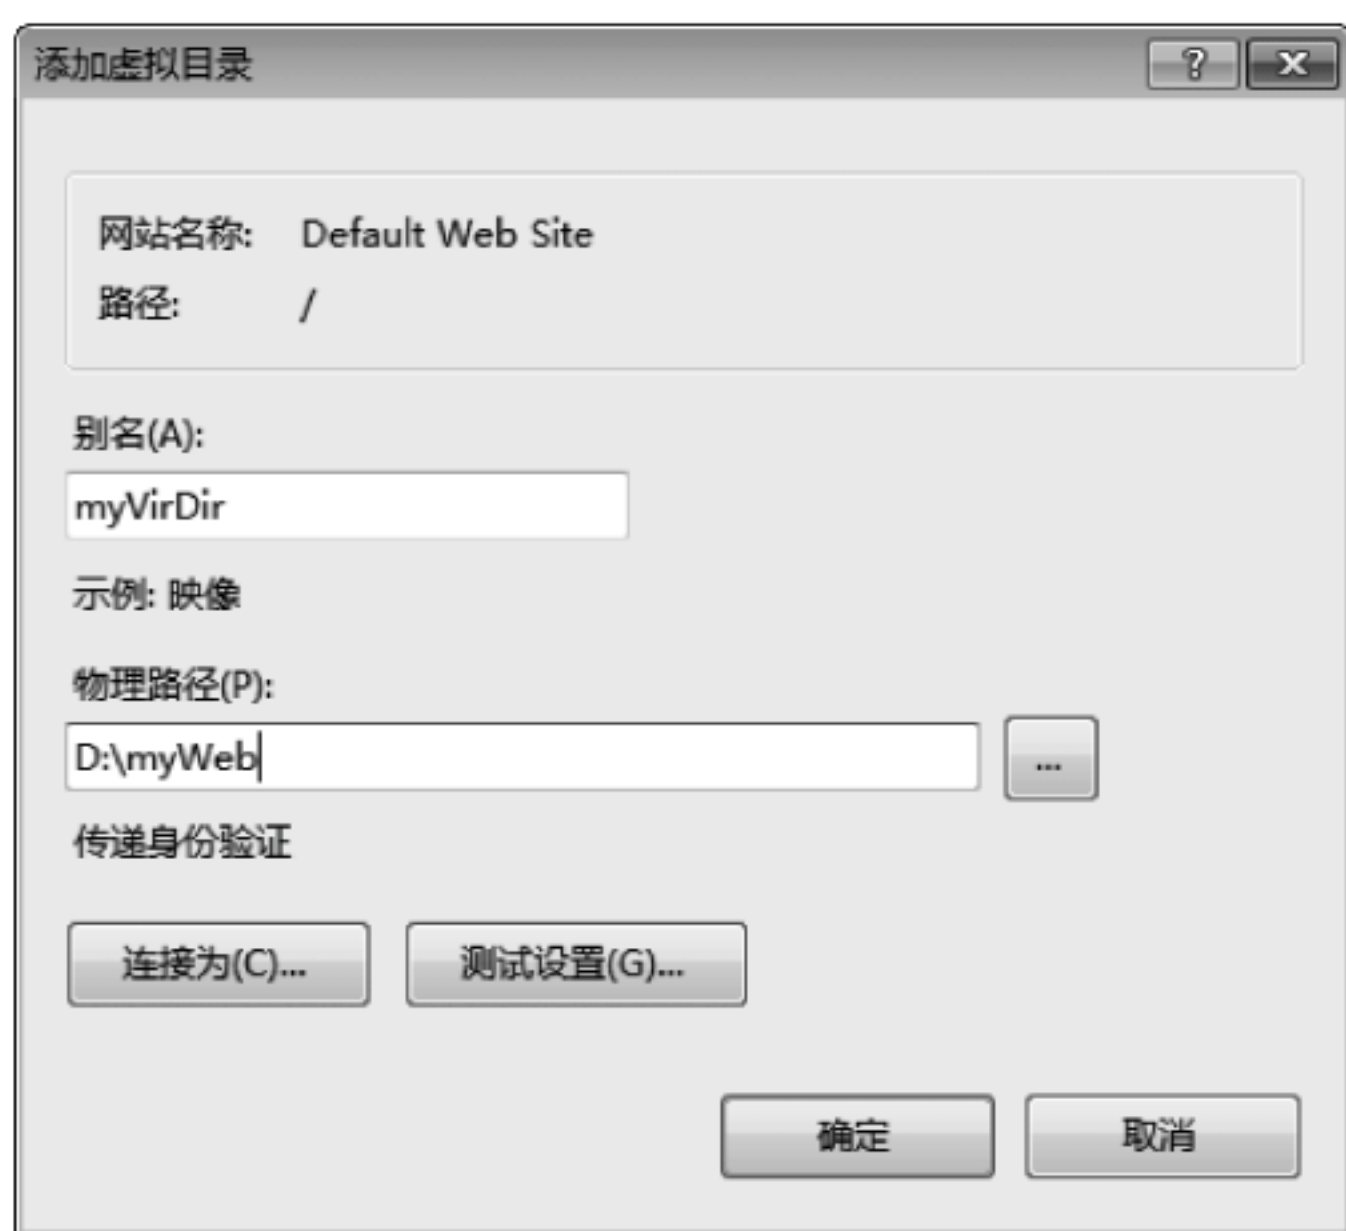 添加虚拟目录
网站名称: Default Web Site
路径: /
别名(A):
myVirDir
示例: 映像
物理路径(P):
D:\myWeb
...
传递身份验证
连接为(C)... 测试设置(G)...
确定 取消